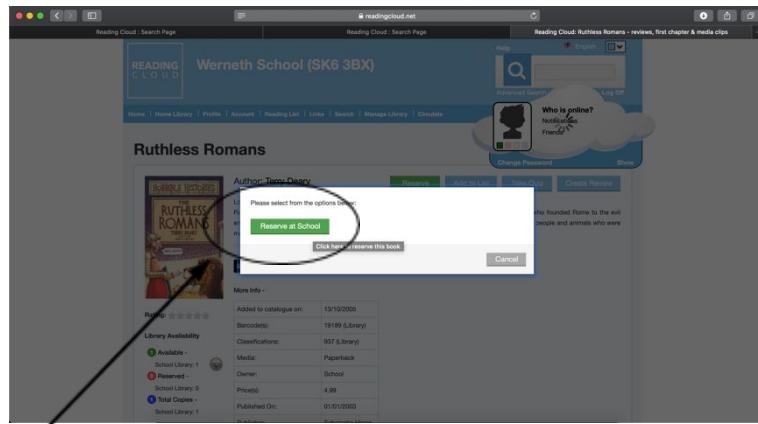 readingcloud.net
Reading Cloud : Search Page
Reading Cloud : Search Page
Reading Cloud: Ruthless Romans - reviews, first chapter & media clips
READING
CLOUD
Werneth School (SK6 3BX)
Help
English
Advanced Search
Log Off
Home | Home Library | Profile | Account | Reading List | Links | Search | Manage Library | Circulate
Who is online?
Notifications
Friends
Change Password
Show
Ruthless Romans
HORRIBLE HISTORIES
THE
RUTHLESS
ROMANS
TERRY DEARY
Author: Terry Deary
Reserve
Add to List
Take Quiz
Create Review
Please select from the options below:
who founded Rome to the evil
people and animals who were
Reserve at School
Click here to reserve this book
Cancel
More Info -
Rating:
Added to catalogue on: 13/10/2005
Barcode(s): 19189 (Library)
Library Availability
Classifications: 937 (Library)
1 Available -
School Library: 1
Media: Paperback
0 Reserved -
School Library: 0
Owner: School
Price(s): 4.99
1 Total Copies -
School Library: 1
Published On: 01/01/2003